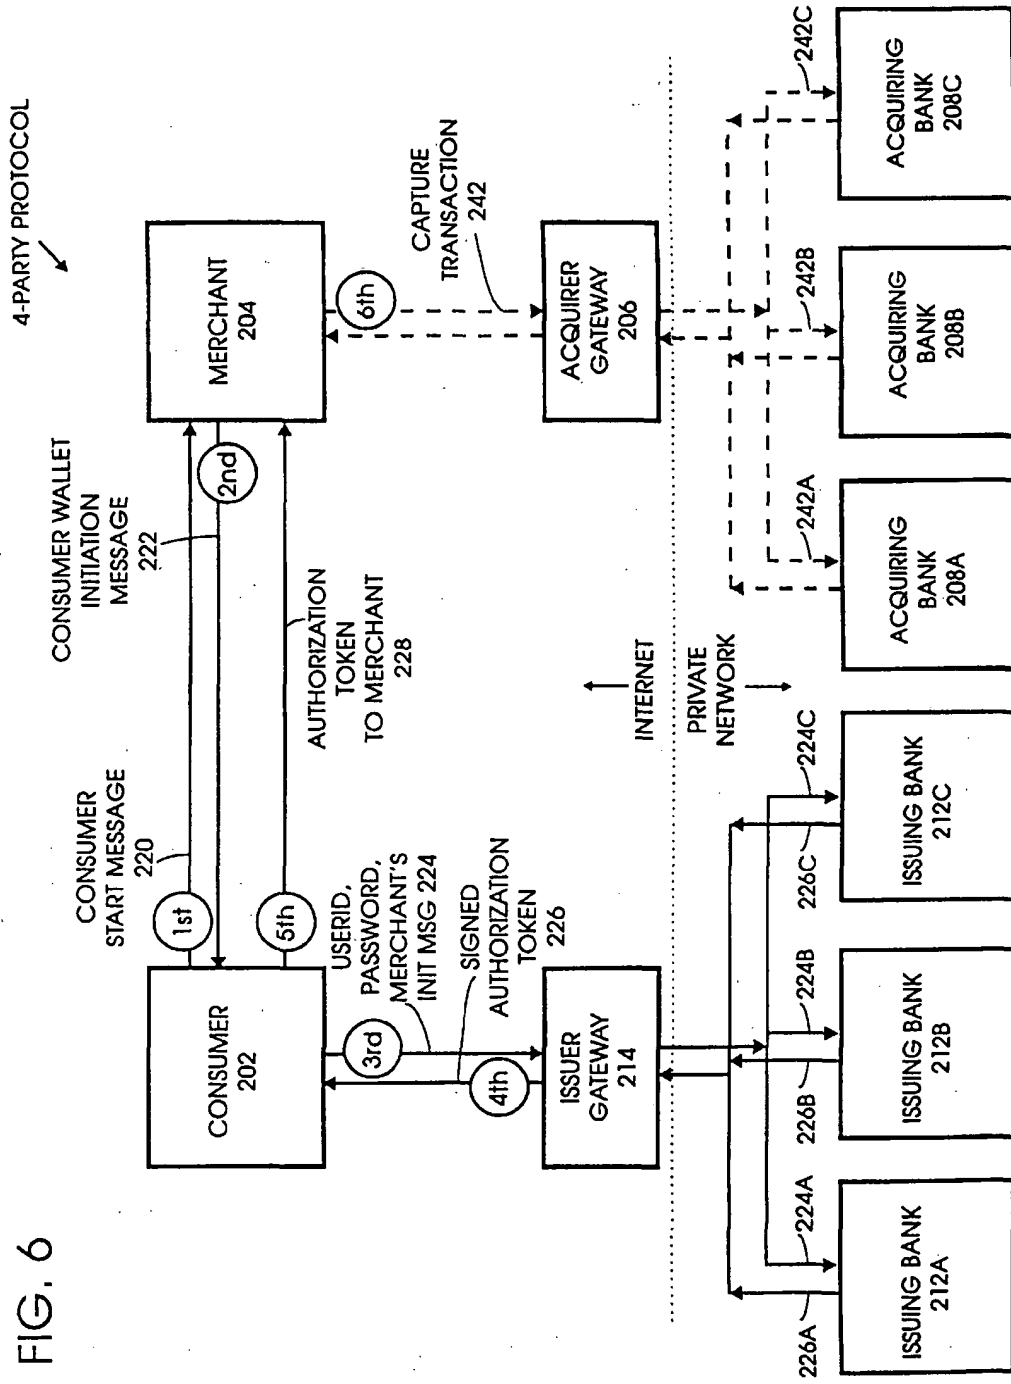 FIG. 6
4-PARTY PROTOCOL
CONSUMER
START MESSAGE
220
CONSUMER WALLET
INITIATION
MESSAGE
222
CONSUMER
202
1st
2nd
5th
MERCHANT
204
AUTHORIZATION
TOKEN
TO MERCHANT
228
USERID,
PASSWORD,
MERCHANT'S
INIT MSG 224
3rd
SIGNED
AUTHORIZATION
TOKEN
226
4th
6th
CAPTURE
TRANSACTION
242
ISSUER
GATEWAY
214
ACQUIRER
GATEWAY
206
INTERNET
PRIVATE
NETWORK
226A
224A
226B
224B
226C
224C
242A
242B
242C
ISSUING BANK
212A
ISSUING BANK
212B
ISSUING BANK
212C
ACQUIRING
BANK
208A
ACQUIRING
BANK
208B
ACQUIRING
BANK
208C